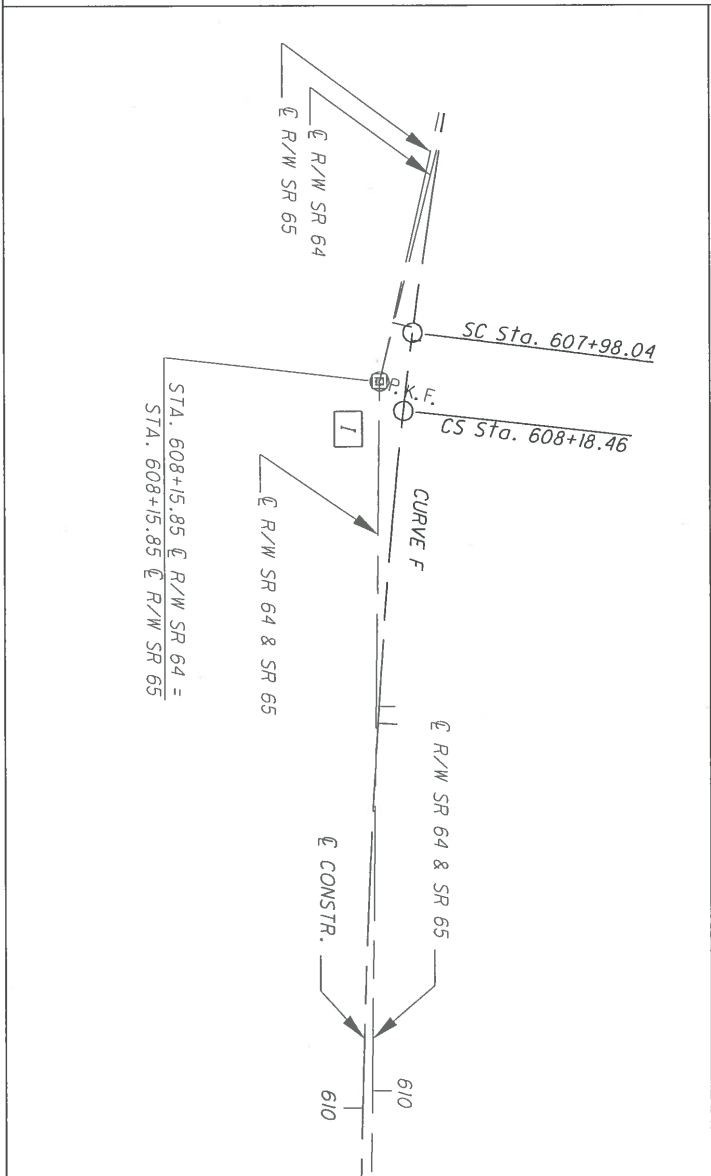 ℄ R/W SR 64
℄ R/W SR 65
SC Sta. 607+98.04
P.K.F.
CS Sta. 608+18.46
I
CURVE F
STA. 608+15.85 ℄ R/W SR 64 =
STA. 608+15.85 ℄ R/W SR 65
℄ R/W SR 64 & SR 65
℄ R/W SR 64 & SR 65
℄ CONSTR.
610
610